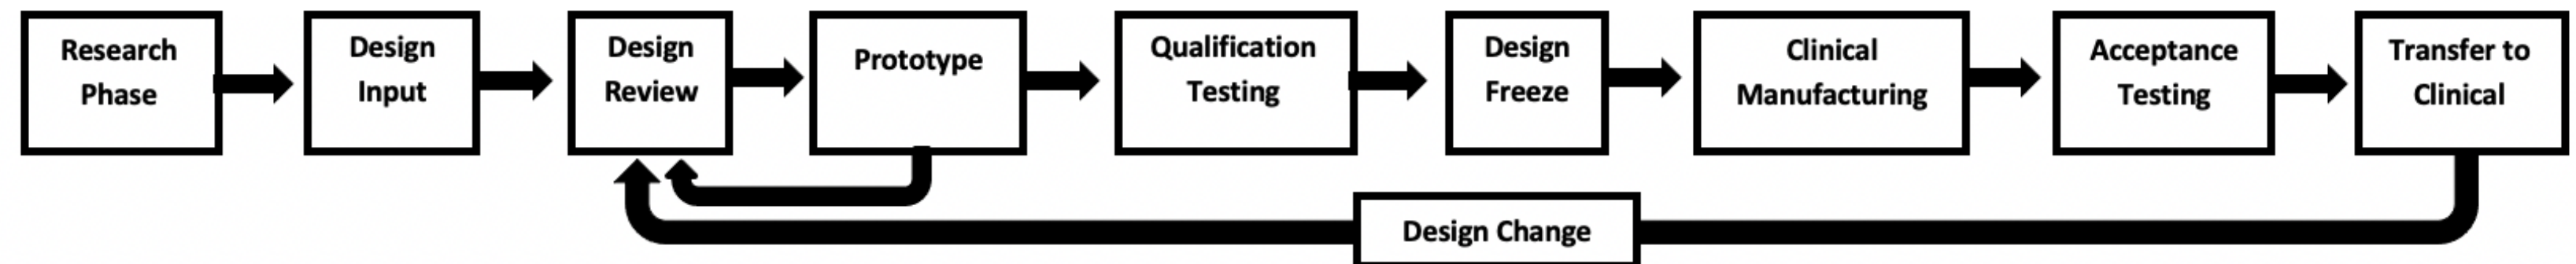 Research
Phase
Design
Input
Design
Review
Prototype
Qualification
Testing
Design
Freeze
Clinical
Manufacturing
Acceptance
Testing
Transfer to
Clinical
Design Change